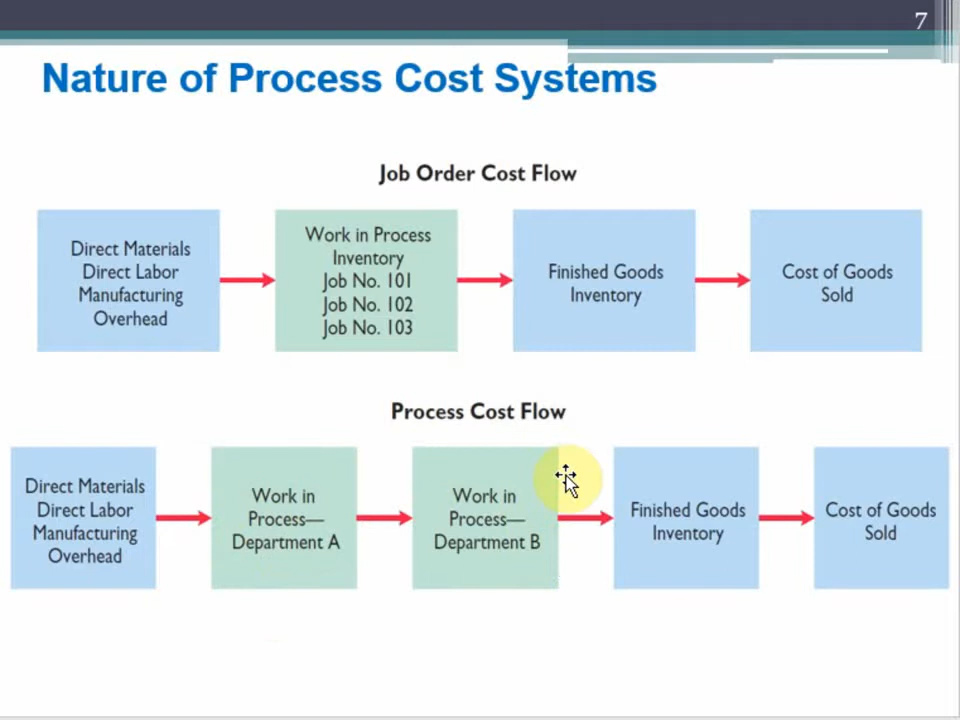 7
Nature of Process Cost Systems
Job Order Cost Flow
Direct Materials
Direct Labor
Manufacturing
Overhead
Work in Process
Inventory
Job No. 101
Job No. 102
Job No. 103
Finished Goods
Inventory
Cost of Goods
Sold
Process Cost Flow
Direct Materials
Direct Labor
Manufacturing
Overhead
Work in
Process—
Department A
Work in
Process—
Department B
Finished Goods
Inventory
Cost of Goods
Sold